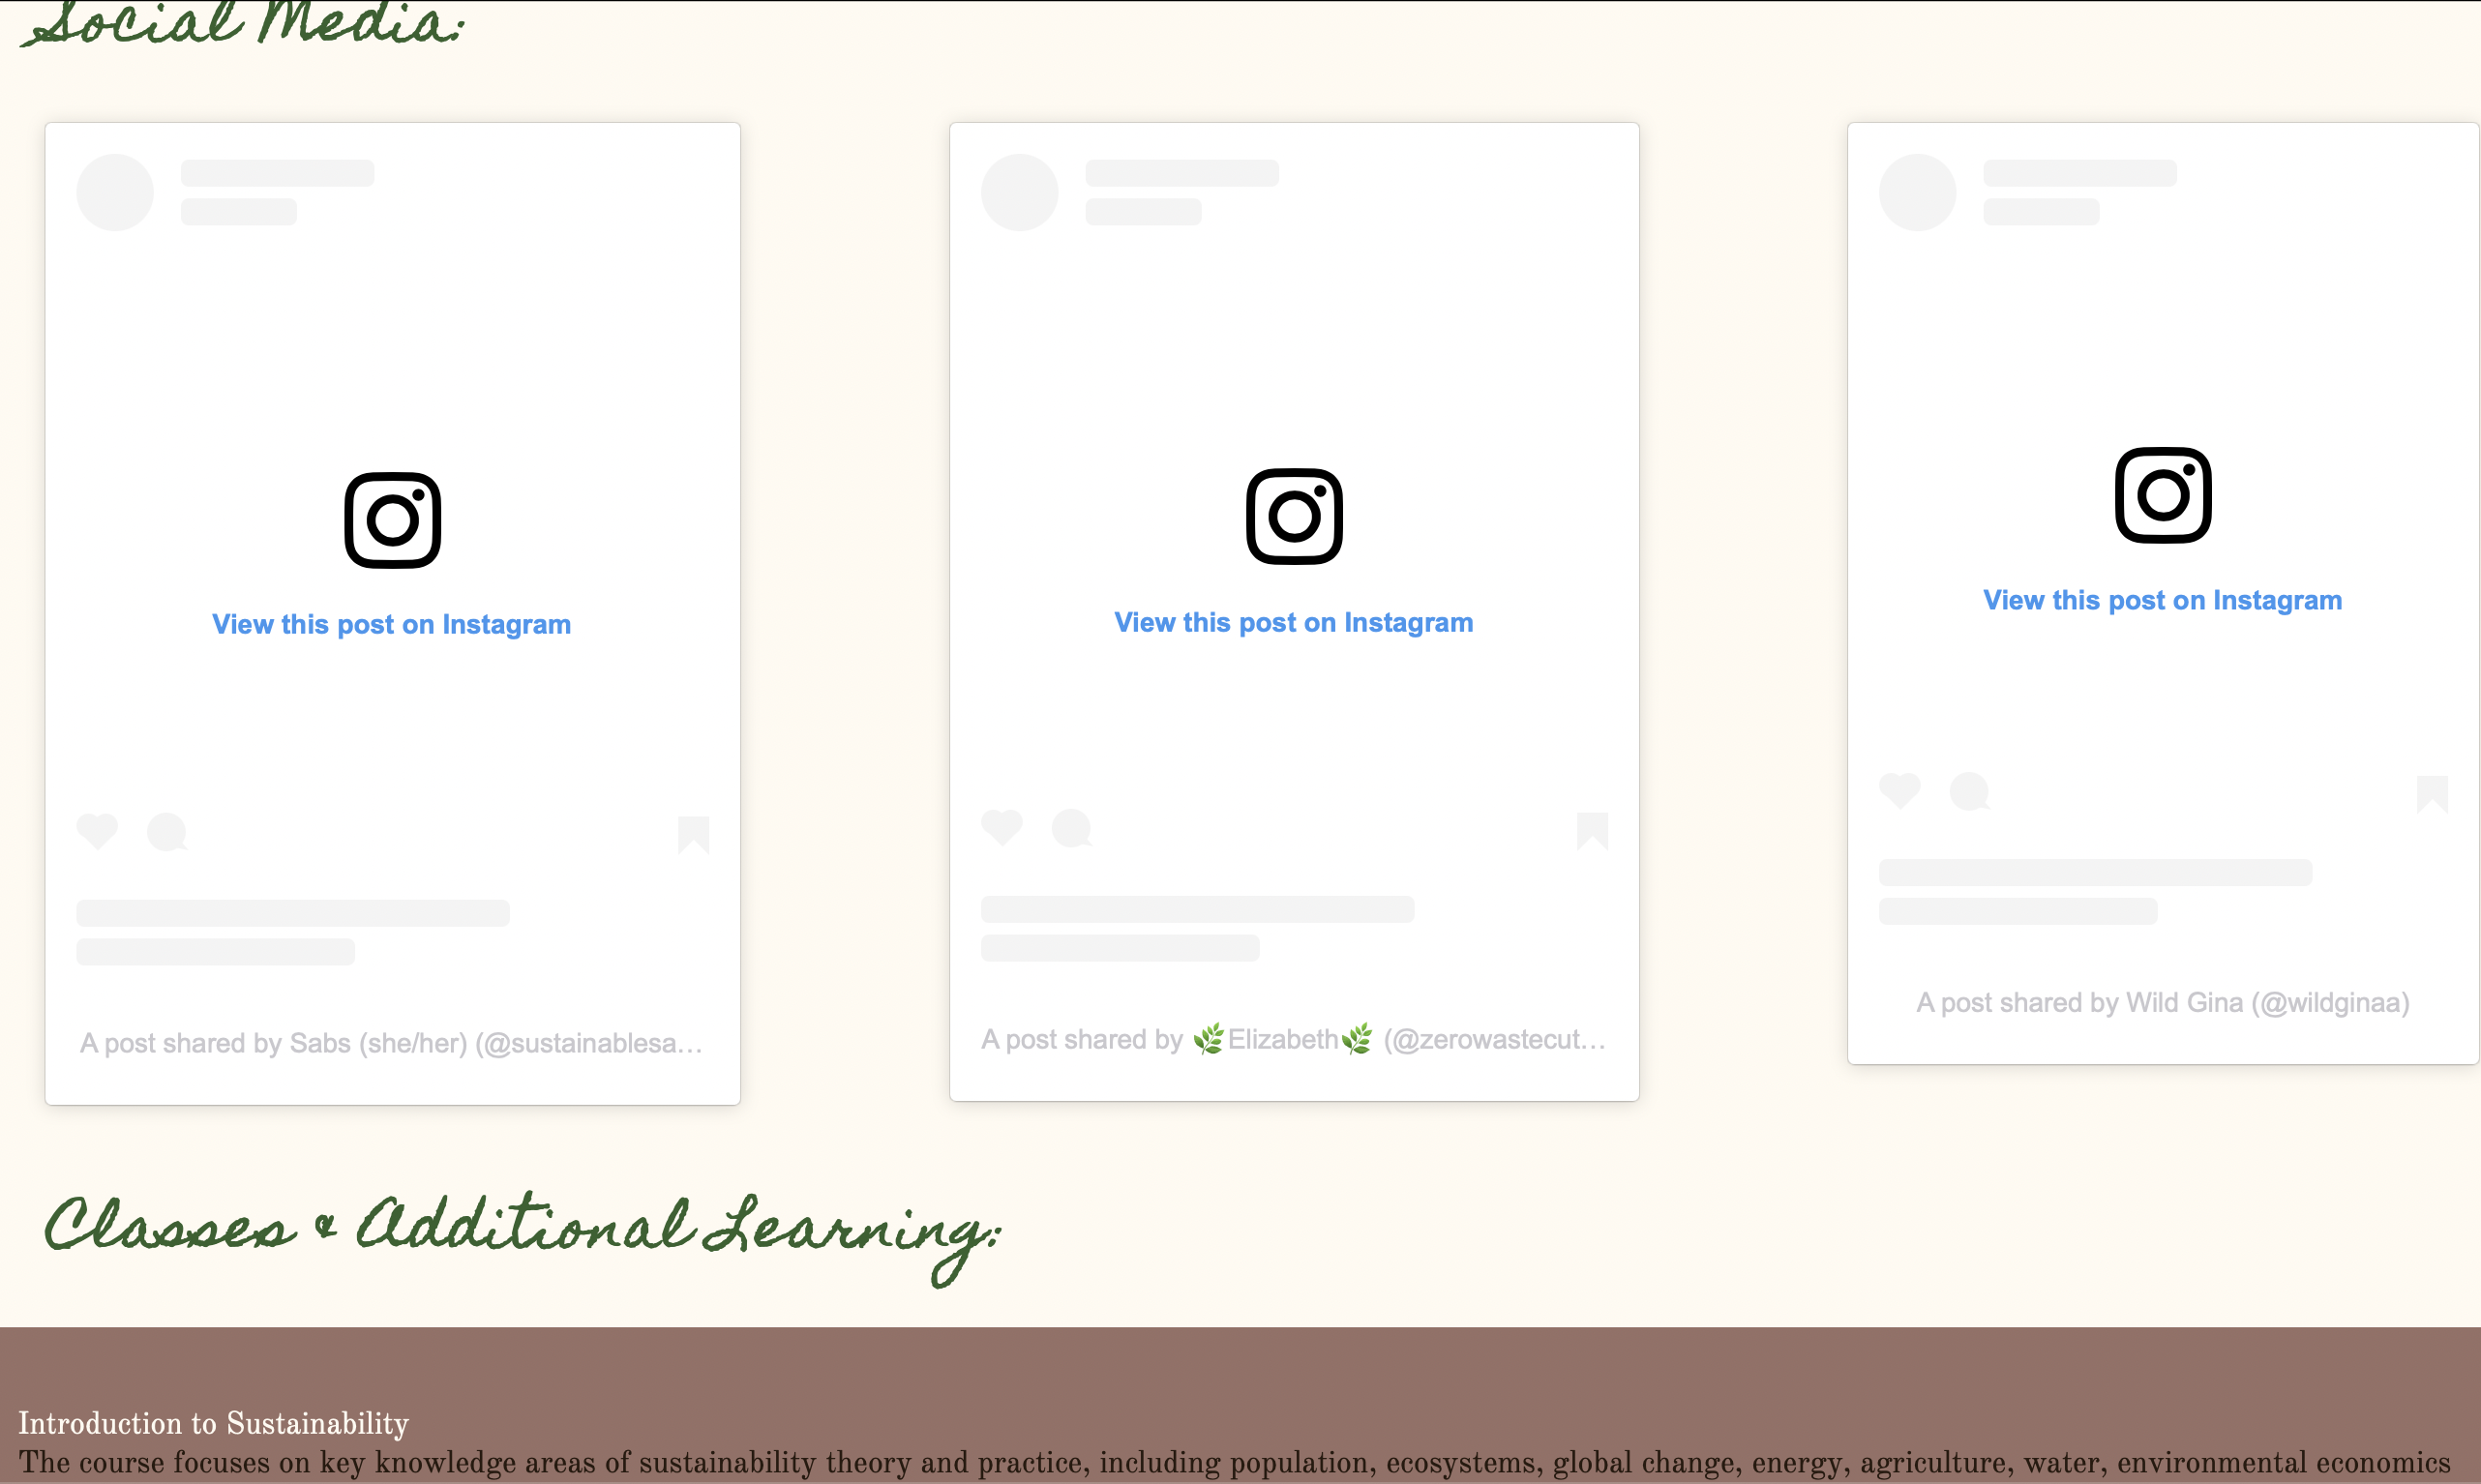 Social Media:
View this post on Instagram
A post shared by Sabs (she/her) (@sustainablesa...
View this post on Instagram
A post shared by 🌿Elizabeth🌿 (@zerowastecut...
View this post on Instagram
A post shared by Wild Gina (@wildginaa)
Classes & Additional Learning:
Introduction to Sustainability
The course focuses on key knowledge areas of sustainability theory and practice, including population, ecosystems, global change, energy, agriculture, water, environmental economics